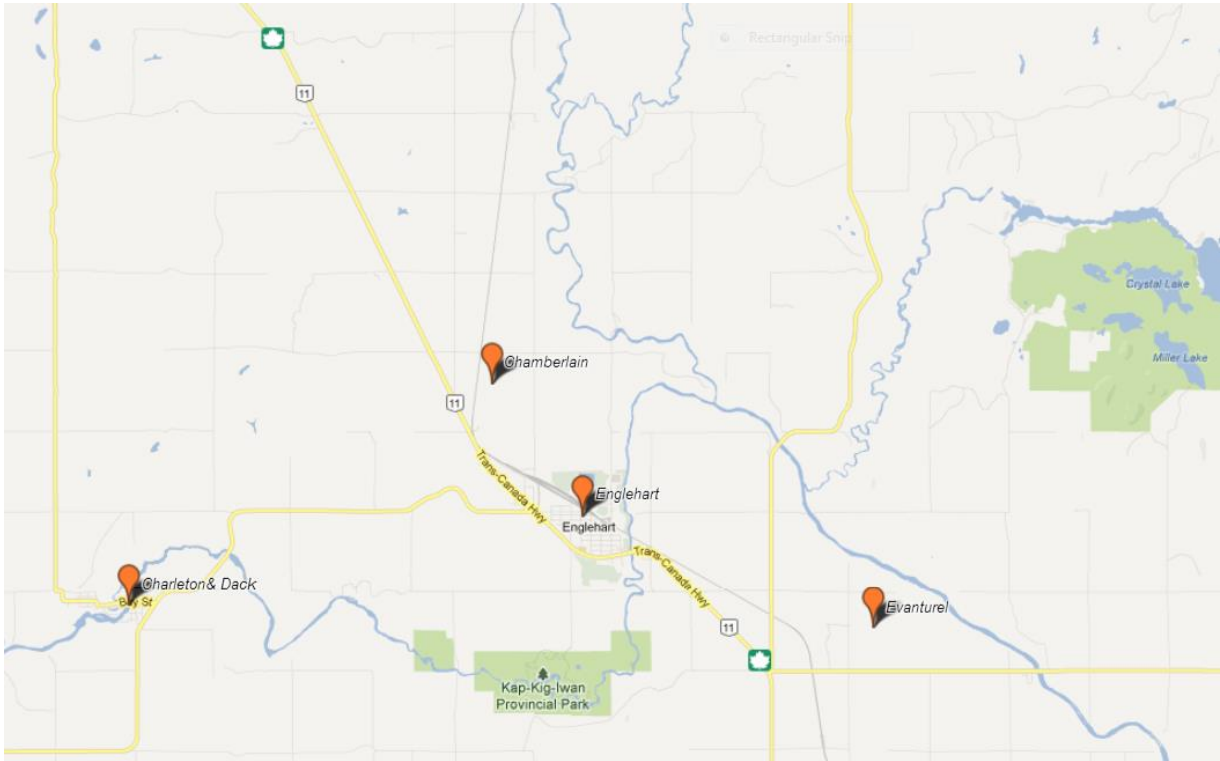 Rectangular Snip
11
Crystal Lake
Miller Lake
Chamberlain
11
Trans-Canada Hwy
Englehart
Englehart
Trans-Canada Hwy
Charleton & Dack
Bay St
Evanturel
11
Kap-Kig-Iwan
Provincial Park